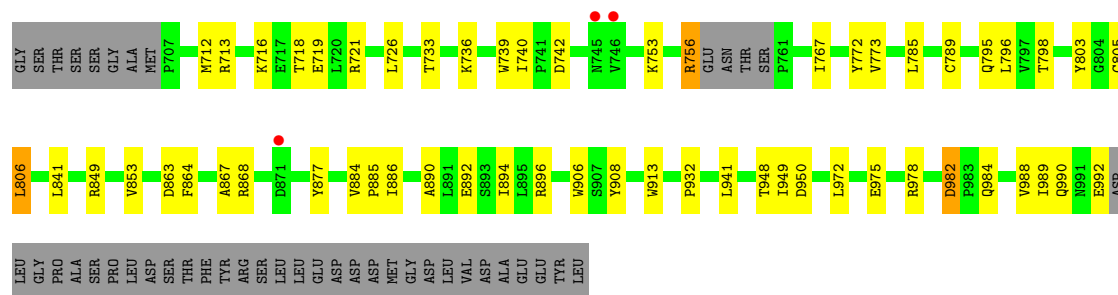 GLY SER THR SER SER GLY ALA MET P707 M712 R713 K716 E717 T718 E719 L720 R721 L726 T733 K736 W739 I740 P741 D742 N745 V746 K753 R756 GLU ASN THR SER P761 I767 Y772 V773 L785 C789 Q795 L796 V797 T798 Y803 G804
L806 L841 R849 V853 D863 F864 A867 R868 D871 Y877 V884 P885 I886 A890 L891 E892 S893 I894 L895 R896 W906 S907 Y908 W913 P932 L941 T948 I949 D950 L972 E975 R978 D982 P983 Q984 V988 I989 Q990 N991 E992
LEU GLY PRO ALA SER PRO LEU ASP SER THR PHE TYR ARG SER LEU LEU GLU ASP ASP ASP MET GLY ASP LEU VAL ASP ALA GLU GLU TYR LEU